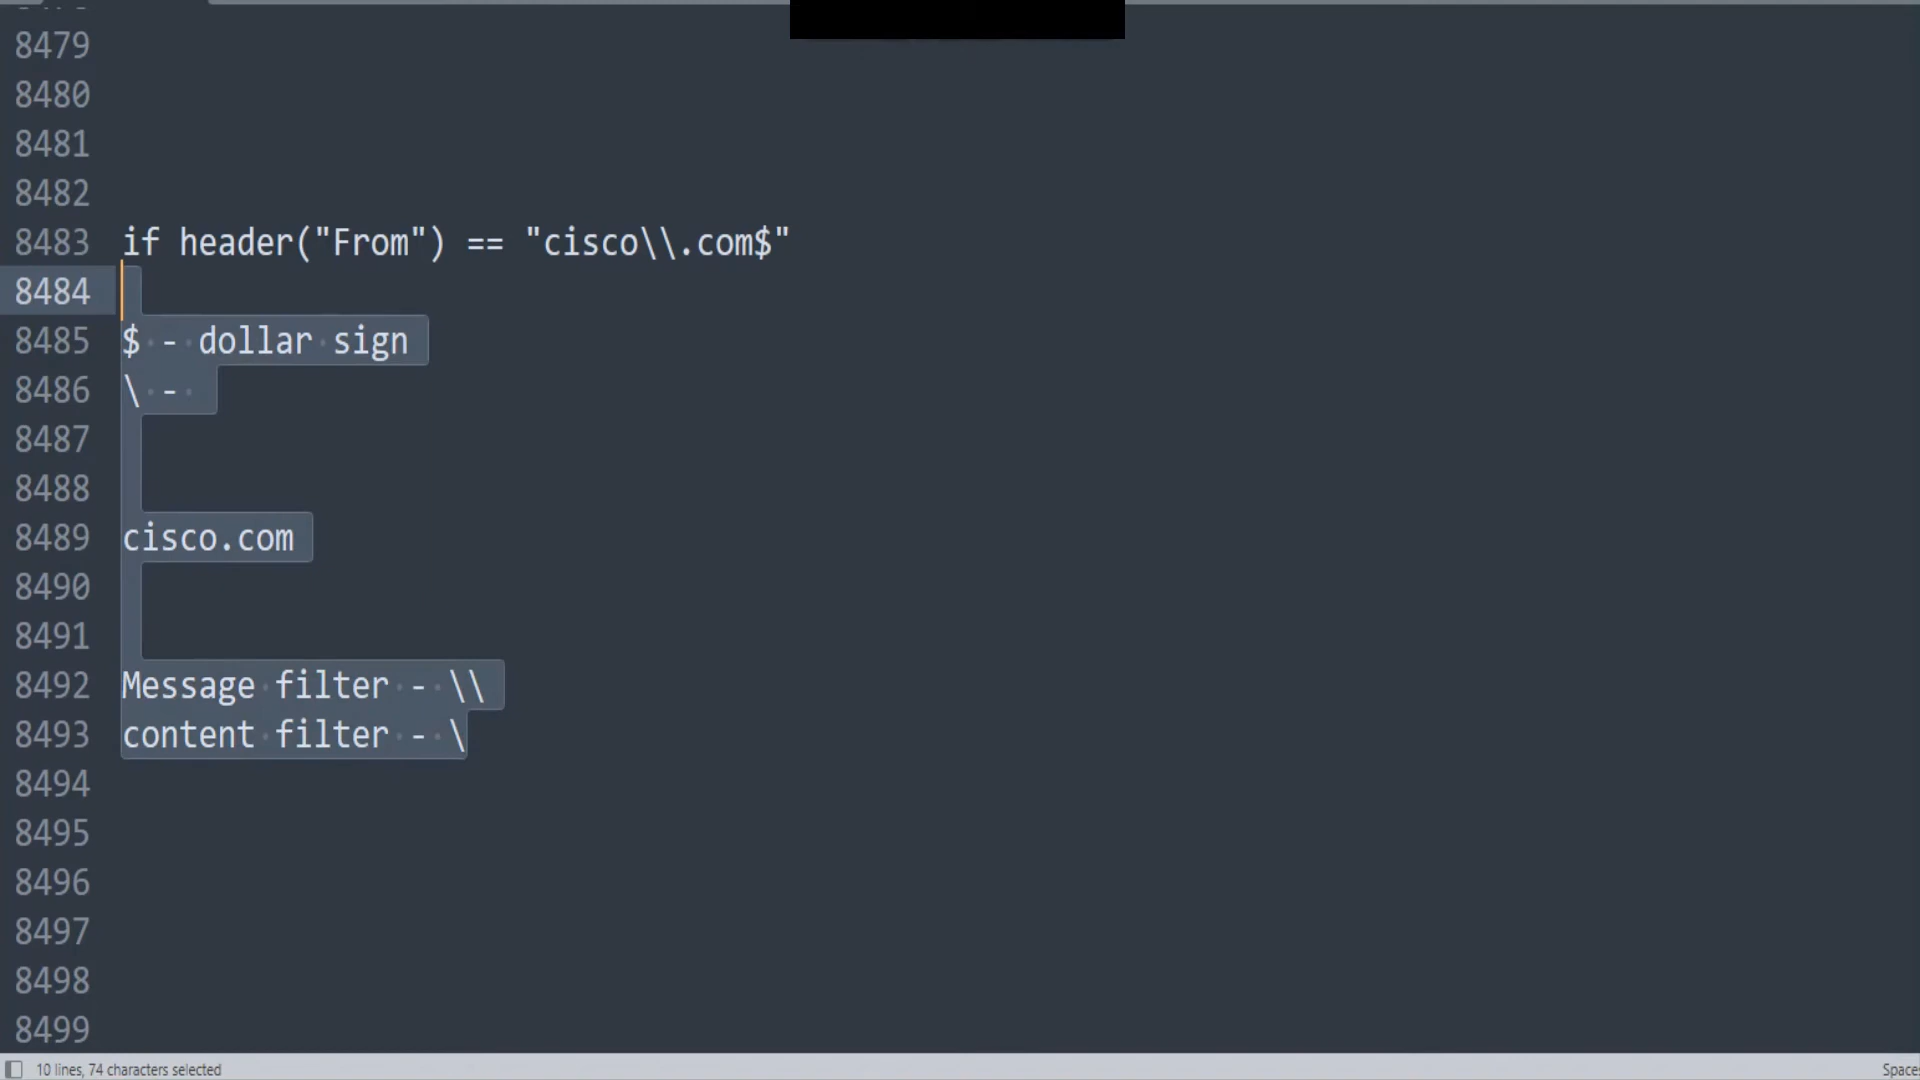 8479
8480
8481
8482
8483 if header("From") == "cisco\\.com$"
8484
8485 $ - dollar sign
8486 \ -
8487
8488
8489 cisco.com
8490
8491
8492 Message filter - \\
8493 content filter - \
8494
8495
8496
8497
8498
8499
10 lines, 74 characters selected